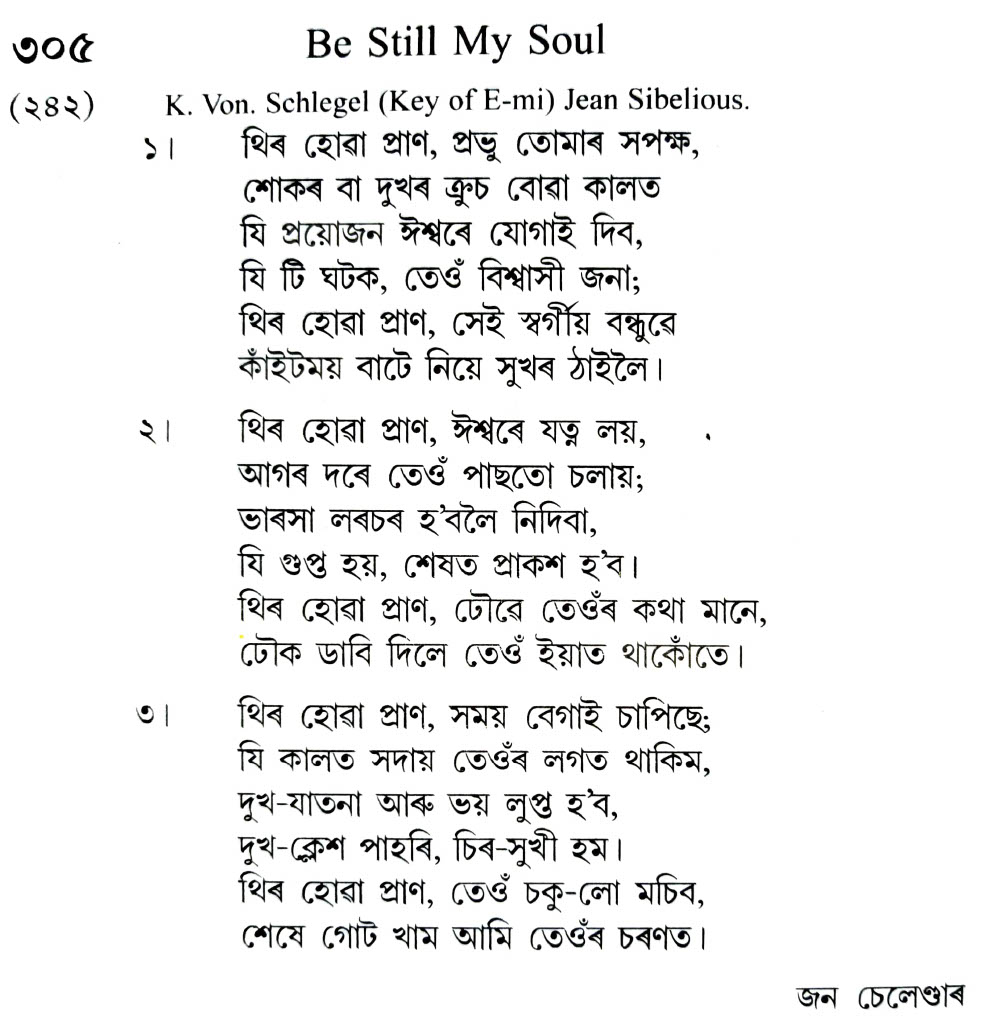 ৩০৫ Be Still My Soul
(২৪২) K. Von. Schlegel (Key of E-mi) Jean Sibelious.
১। থিৰ হোৱা প্ৰাণ, প্ৰভু তোমাৰ সপক্ষ,
শোকৰ বা দুখৰ ক্ৰুচ বোৱা কালত
যি প্ৰয়োজন ঈশ্বৰে যোগাই দিব,
যি টি ঘটক, তেওঁ বিশ্বাসী জনা;
থিৰ হোৱা প্ৰাণ, সেই স্বৰ্গীয় বন্ধুৱে
কাঁইটময় বাটে নিয়ে সুখৰ ঠাইলৈ।
২। থিৰ হোৱা প্ৰাণ, ঈশ্বৰে যত্ন লয়,
আগৰ দৰে তেওঁ পাছতো চলায়;
ভাৰসা লৰচৰ হ'বলৈ নিদিবা,
যি গুপ্ত হয়, শেষত প্ৰাকশ হ'ব।
থিৰ হোৱা প্ৰাণ, ঢৌৱে তেওঁৰ কথা মানে,
ঢৌক ডাবি দিলে তেওঁ ইয়াত থাকোঁতে।
৩। থিৰ হোৱা প্ৰাণ, সময় বেগাই চাপিছে;
যি কালত সদায় তেওঁৰ লগত থাকিম,
দুখ-যাতনা আৰু ভয় লুপ্ত হ'ব,
দুখ-ক্লেশ পাহৰি, চিৰ-সুখী হম।
থিৰ হোৱা প্ৰাণ, তেওঁ চকু-লো মচিব,
শেষে গোট খাম আমি তেওঁৰ চৰণত।
জন চেলেণ্ডাৰ